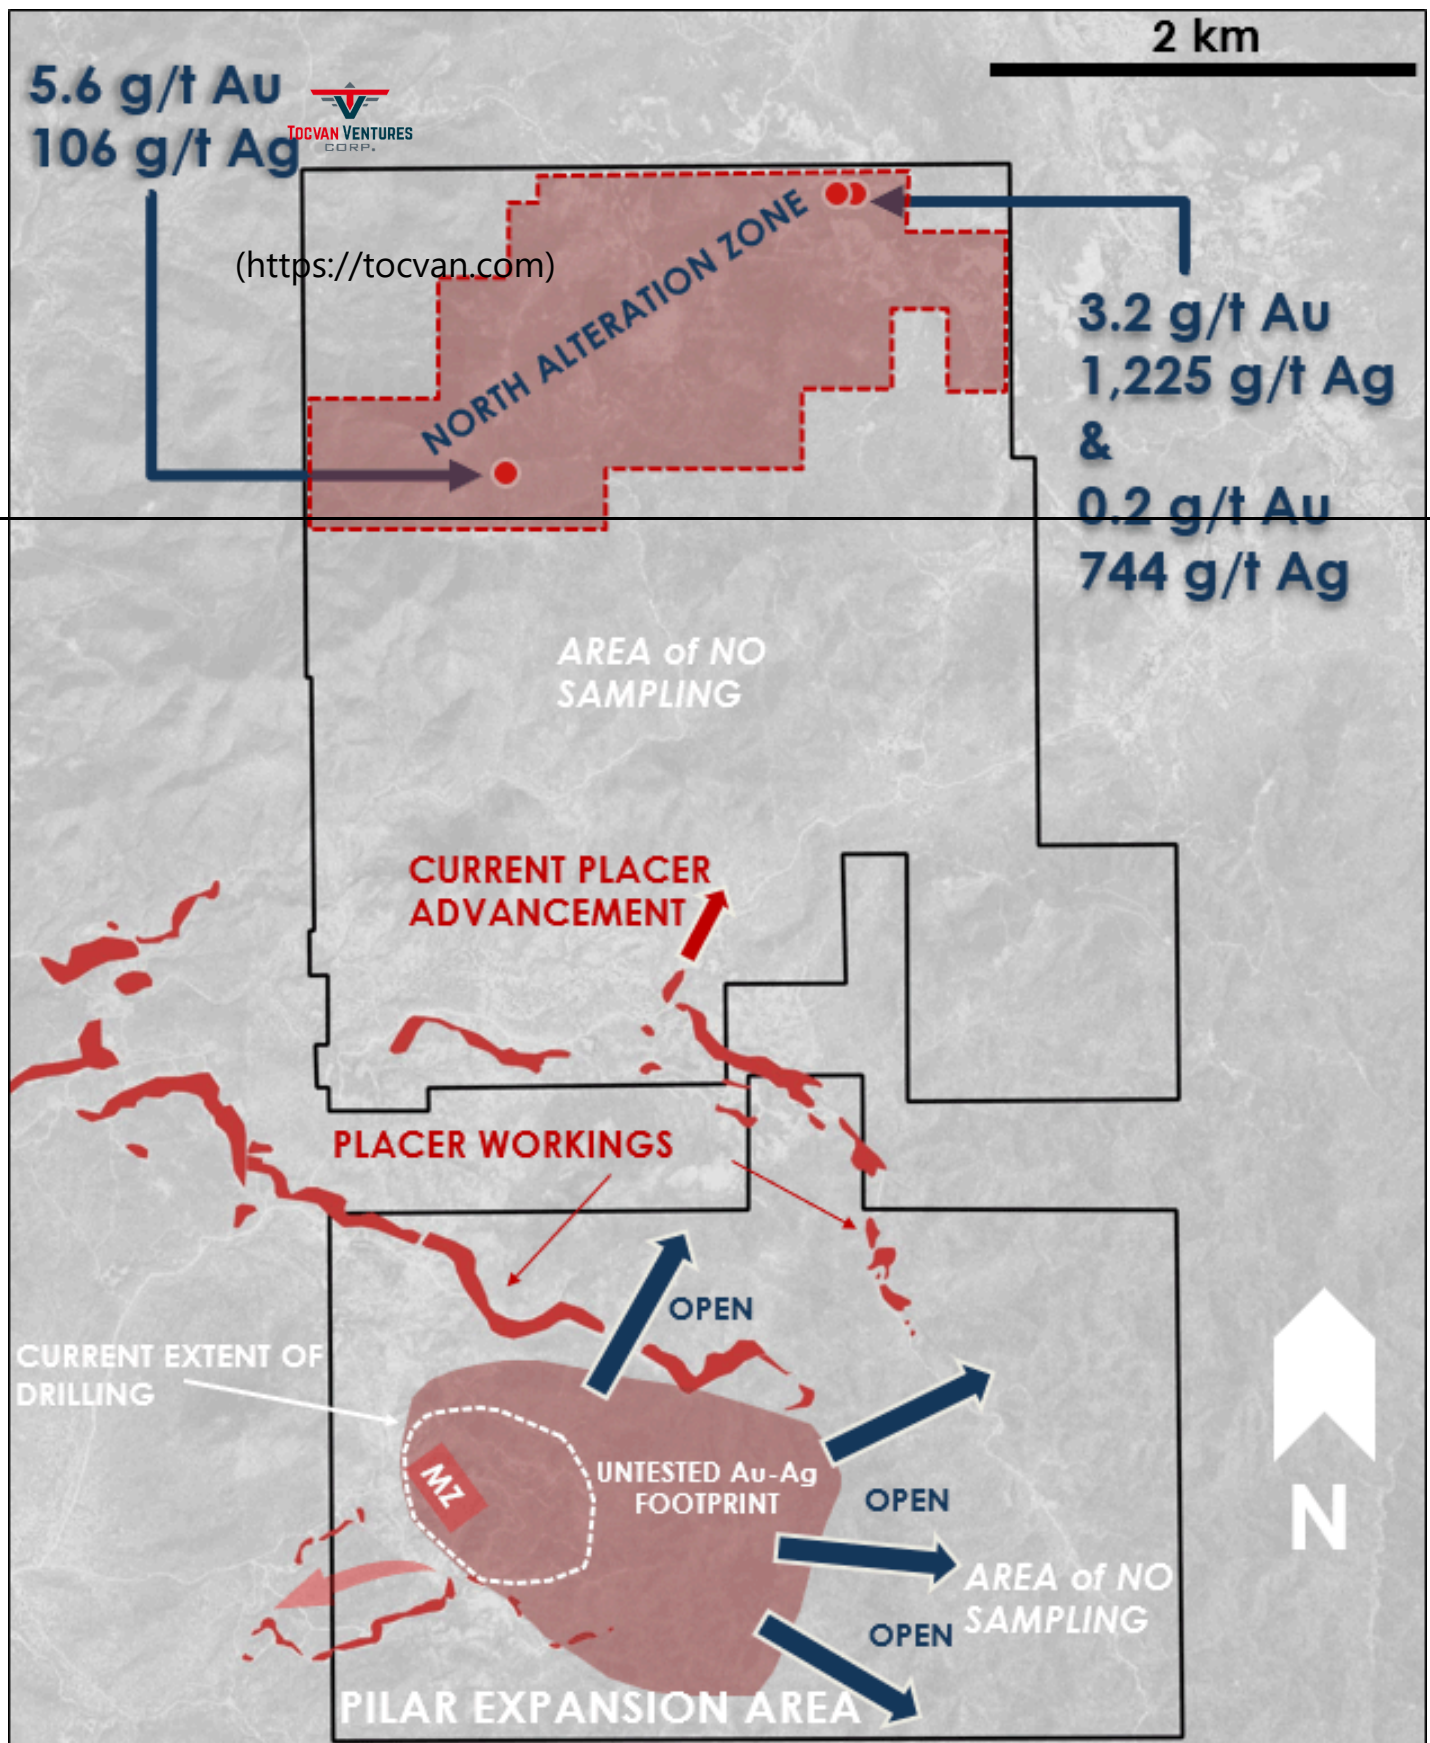 2 km
5.6 g/t Au
106 g/t Ag
TOCVAN VENTURES
CORP.
(https://tocvan.com)
NORTH ALTERATION ZONE
3.2 g/t Au
1,225 g/t Ag
&
0.2 g/t Au
744 g/t Ag
AREA of NO
SAMPLING
CURRENT PLACER
ADVANCEMENT
PLACER WORKINGS
OPEN
CURRENT EXTENT OF
DRILLING
MZ
UNTESTED Au-Ag
FOOTPRINT
OPEN
N
AREA of NO
SAMPLING
OPEN
PILAR EXPANSION AREA